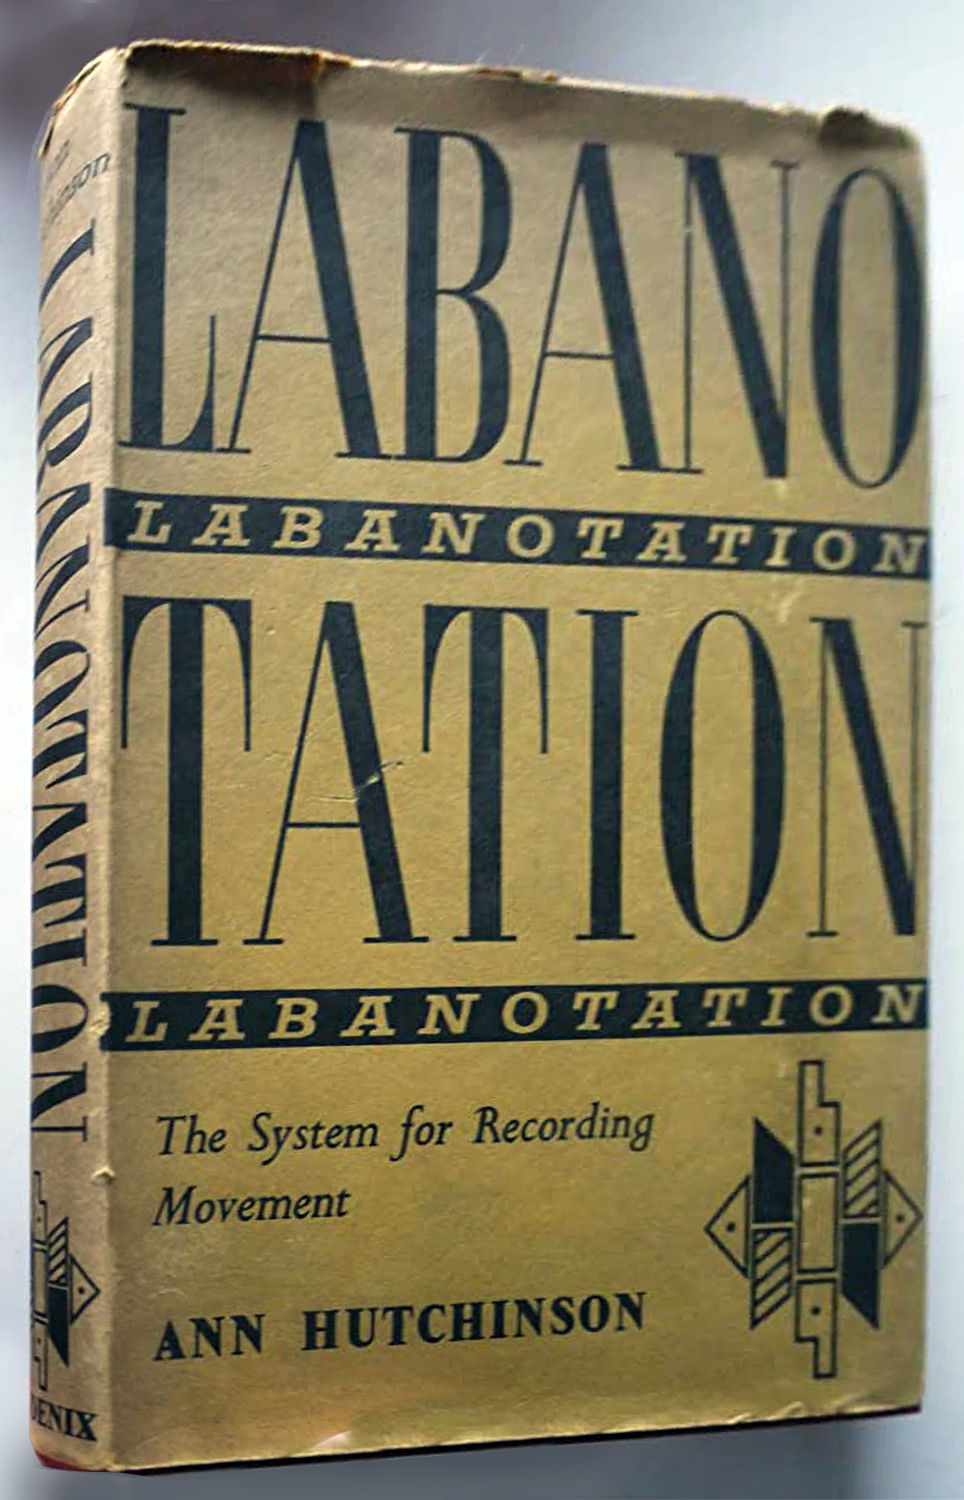 LABANO
LABANOTATION
TATION
LABANOTATION
The System for Recording
Movement
ANN HUTCHINSON
LABANOTATION